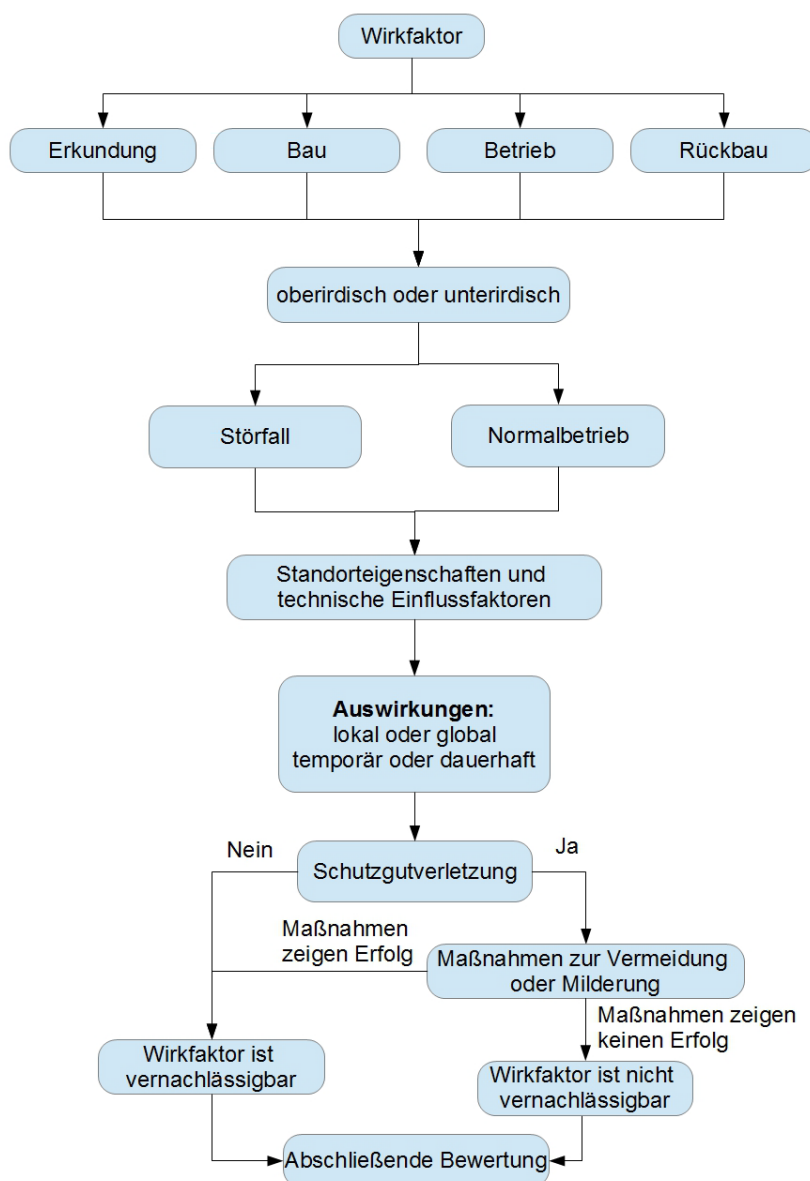 Wirkfaktor
Erkundung
Bau
Betrieb
Rückbau
oberirdisch oder unterirdisch
Störfall
Normalbetrieb
Standorteigenschaften und
technische Einflussfaktoren
Auswirkungen:
lokal oder global
temporär oder dauerhaft
Nein
Schutzgutverletzung
Ja
Maßnahmen
zeigen Erfolg
Maßnahmen zur Vermeidung
oder Milderung
Maßnahmen zeigen
keinen Erfolg
Wirkfaktor ist
vernachlässigbar
Wirkfaktor ist nicht
vernachlässigbar
Abschließende Bewertung